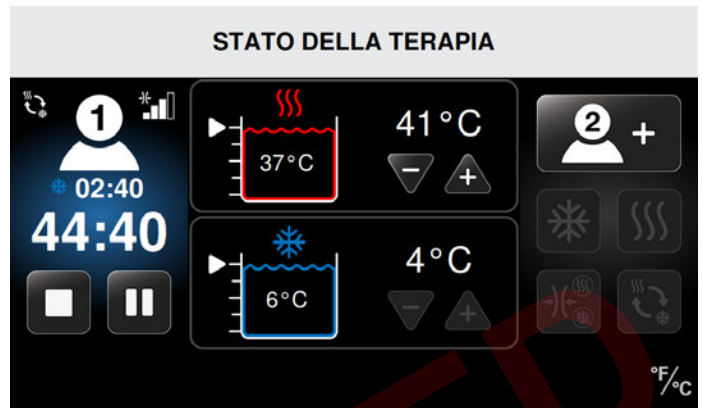 STATO DELLA TERAPIA
1
02:40
44:40
37°C
41°C
- +
6°C
4°C
- +
2 +
°F/°C